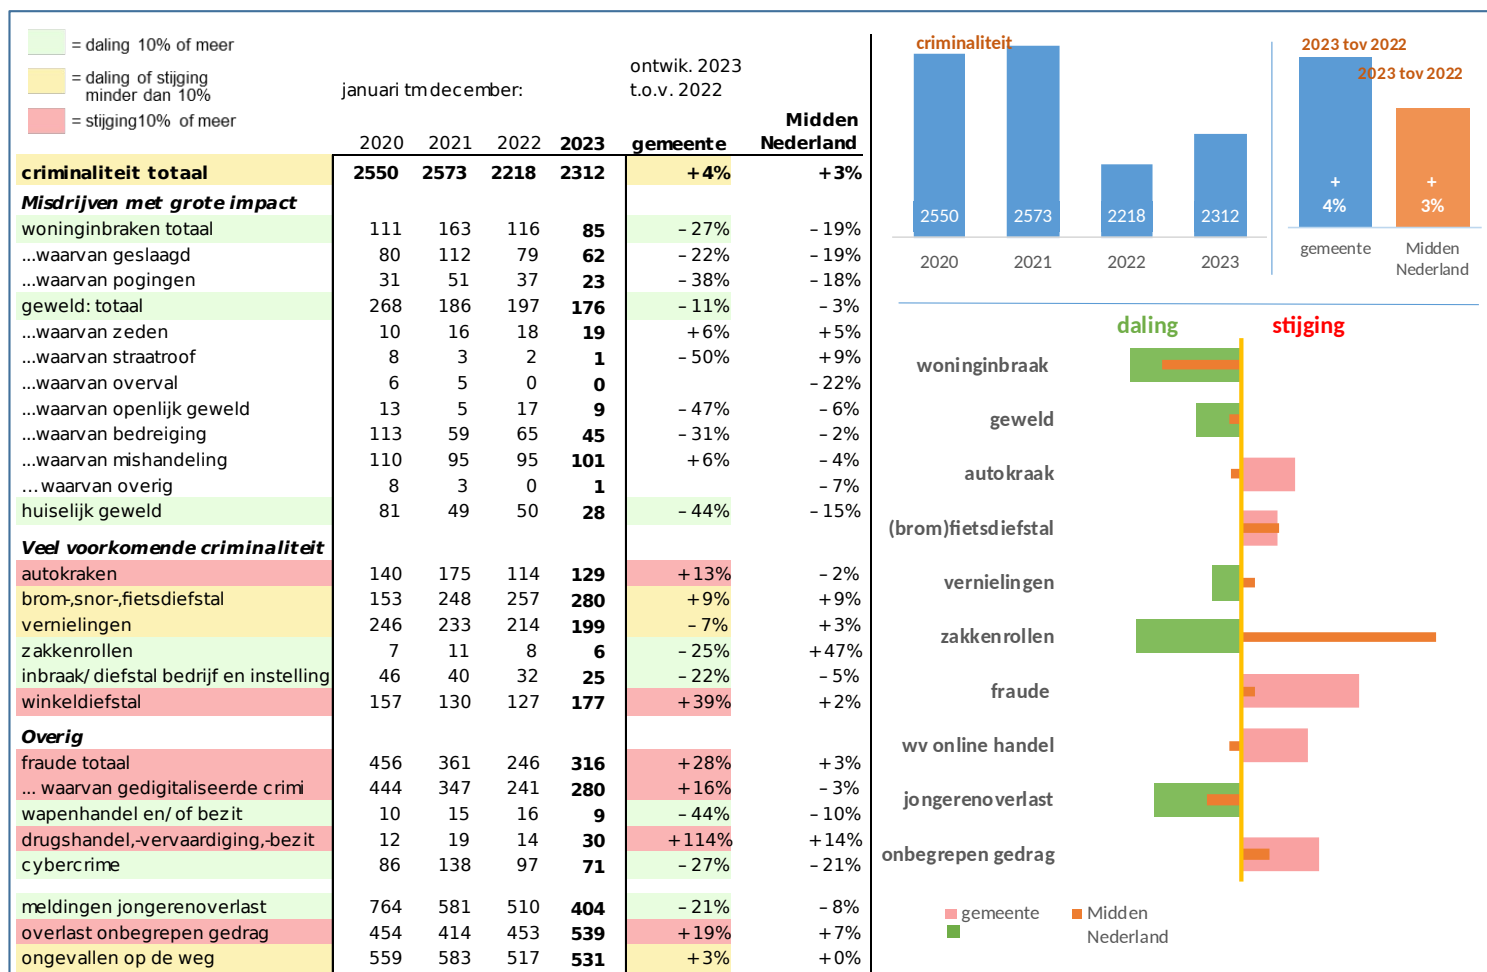 = daling 10% of meer
= daling of stijging
minder dan 10%
= stijging10% of meer
januari tm december:
ontwik. 2023
t.o.v. 2022
2020 2021 2022 2023 gemeente Midden Nederland
criminaliteit totaal 2550 2573 2218 2312 +4% +3%
Misdrijven met grote impact
woninginbraken totaal 111 163 116 85 –27% –19%
...waarvan geslaagd 80 112 79 62 –22% –19%
...waarvan pogingen 31 51 37 23 –38% –18%
geweld: totaal 268 186 197 176 –11% –3%
...waarvan zeden 10 16 18 19 +6% +5%
...waarvan straatroof 8 3 2 1 –50% +9%
...waarvan overval 6 5 0 0 –22%
...waarvan openlijk geweld 13 5 17 9 –47% –6%
...waarvan bedreiging 113 59 65 45 –31% –2%
...waarvan mishandeling 110 95 95 101 +6% –4%
...waarvan overig 8 3 0 1 –7%
huiselijk geweld 81 49 50 28 –44% –15%
Veel voorkomende criminaliteit
autokraken 140 175 114 129 +13% –2%
brom-,snor-,fietsdiefstal 153 248 257 280 +9% +9%
vernielingen 246 233 214 199 –7% +3%
zakkenrollen 7 11 8 6 –25% +47%
inbraak/diefstal bedrijf en instelling 46 40 32 25 –22% –5%
winkeldiefstal 157 130 127 177 +39% +2%
Overig
fraude totaal 456 361 246 316 +28% +3%
... waarvan gedigitaliseerde crimi 444 347 241 280 +16% –3%
wapenhandel en/of bezit 10 15 16 9 –44% –10%
drugshandel,-vervaardiging,-bezit 12 19 14 30 +114% +14%
cybercrime 86 138 97 71 –27% –21%
meldingen jongerenoverlast 764 581 510 404 –21% –8%
overlast onbegrepen gedrag 454 414 453 539 +19% +7%
ongevallen op de weg 559 583 517 531 +3% +0%
criminaliteit
2550 2573 2218 2312
2020 2021 2022 2023
2023 tov 2022
2023 tov 2022
+ +
4% 3%
gemeente Midden
Nederland
daling stijging
woninginbraak
geweld
autokraak
(brom)fietsdiefstal
vernielingen
zakkenrollen
fraude
wv online handel
jongerenoverlast
onbegrepen gedrag
gemeente Midden
Nederland